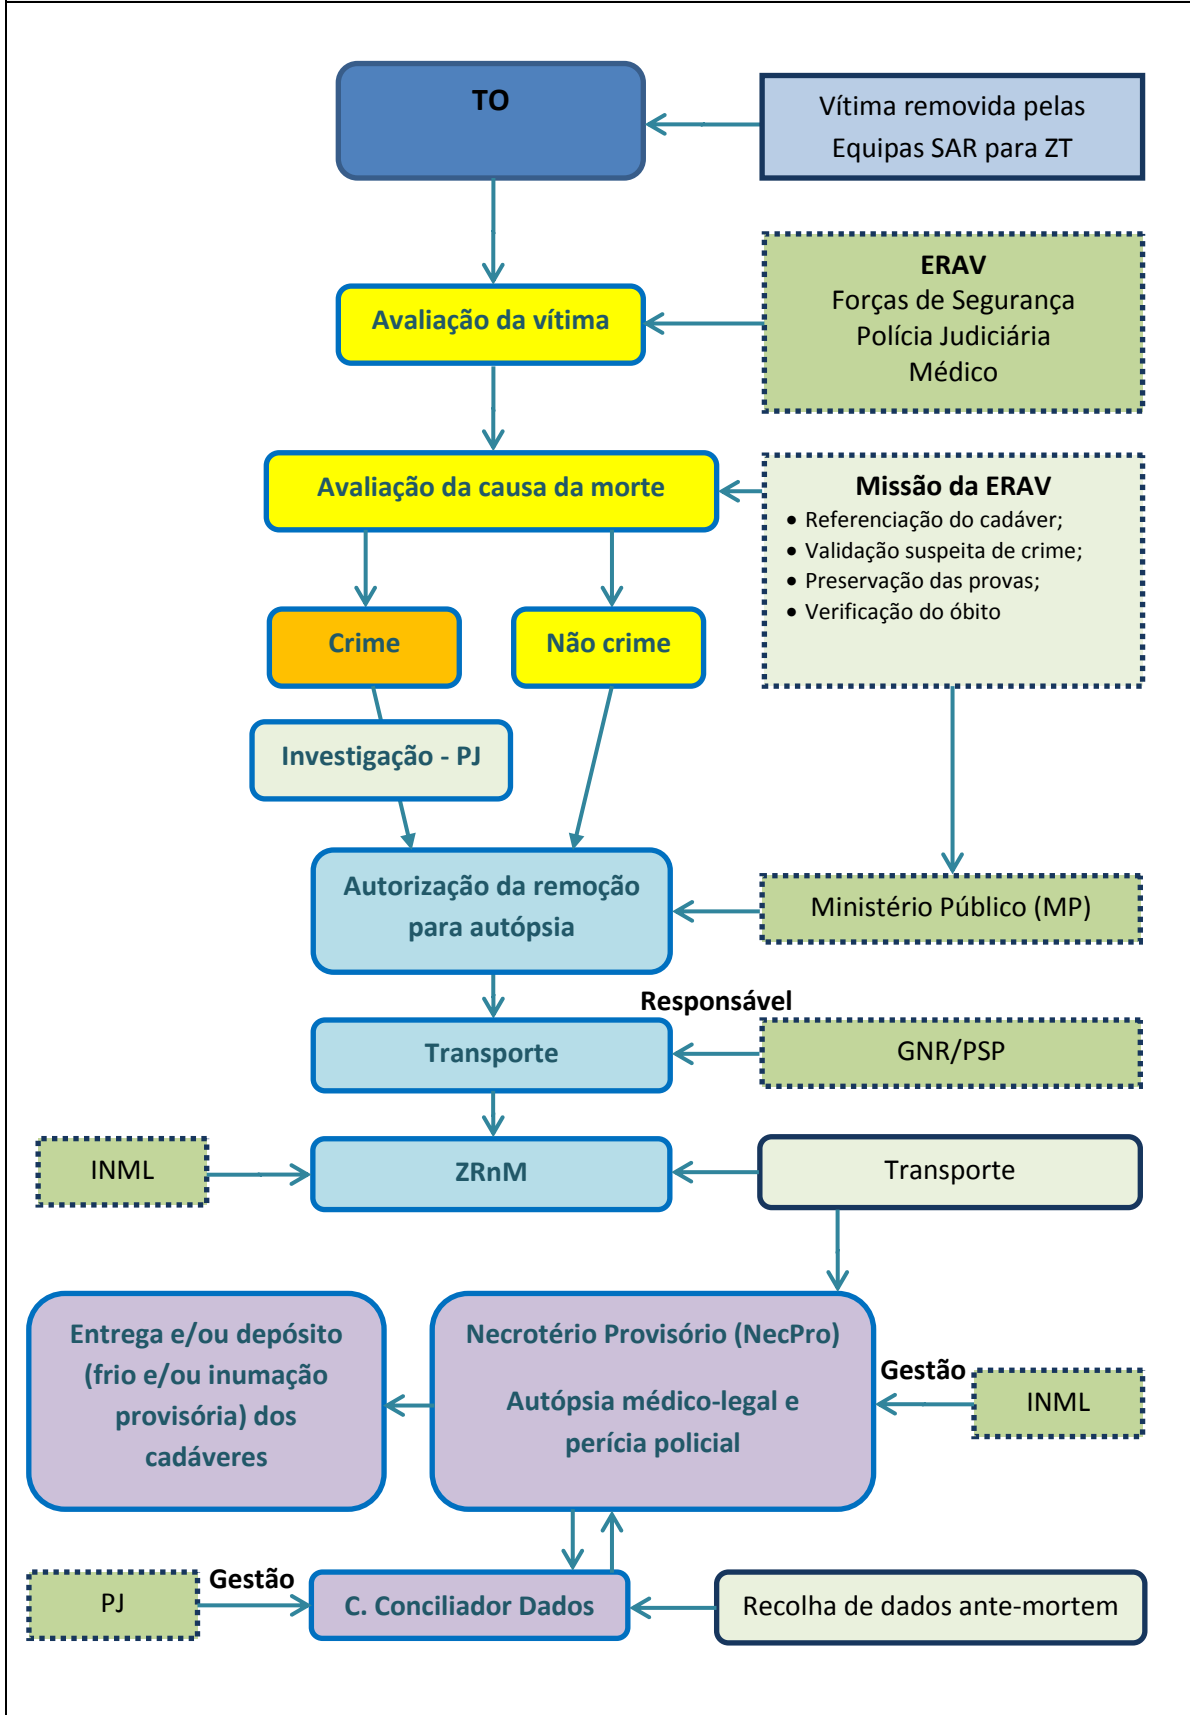 TO
Vítima removida pelas
Equipas SAR para ZT
ERAV
Forças de Segurança
Polícia Judiciária
Médico
Avaliação da vítima
Avaliação da causa da morte
Missão da ERAV
• Referenciação do cadáver;
• Validação suspeita de crime;
• Preservação das provas;
• Verificação do óbito
Crime
Não crime
Investigação - PJ
Autorização da remoção
para autópsia
Ministério Público (MP)
Responsável
Transporte
GNR/PSP
INML
ZRnM
Transporte
Entrega e/ou depósito
(frio e/ou inumação
provisória) dos
cadáveres
Necrotério Provisório (NecPro)
Autópsia médico-legal e
perícia policial
Gestão
INML
PJ
Gestão
C. Conciliador Dados
Recolha de dados ante-mortem